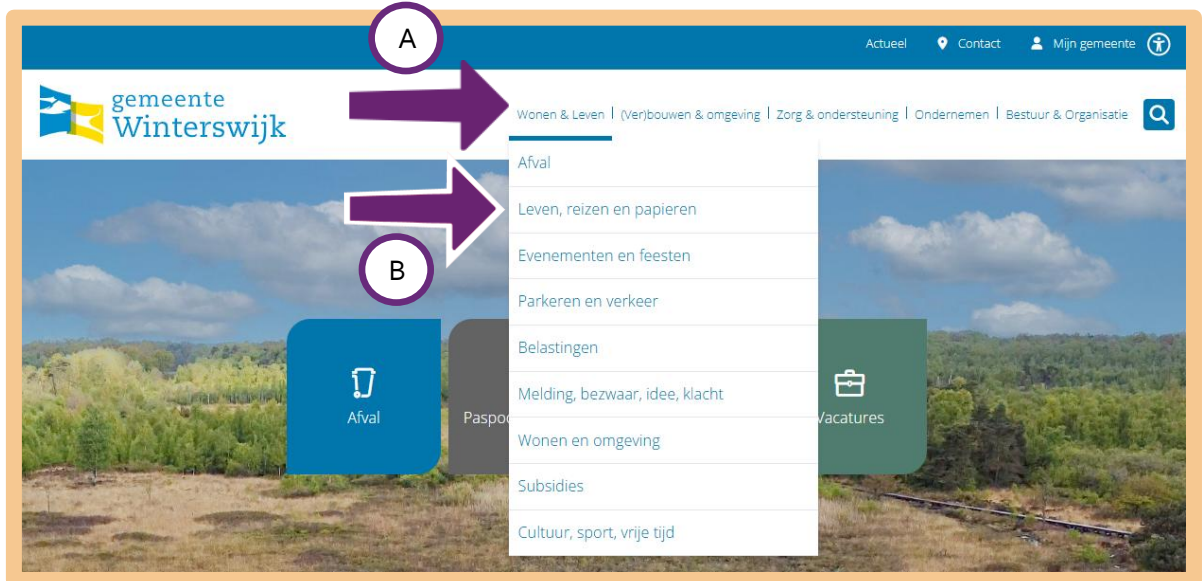 A
Actueel Contact Mijn gemeente
gemeente
Winterswijk
Wonen & Leven | (Ver)bouwen & omgeving | Zorg & ondersteuning | Ondernemen | Bestuur & Organisatie
Afval
Leven, reizen en papieren
B
Evenementen en feesten
Parkeren en verkeer
Belastingen
Melding, bezwaar, idee, klacht
Wonen en omgeving
Subsidies
Cultuur, sport, vrije tijd
Afval
Vacatures